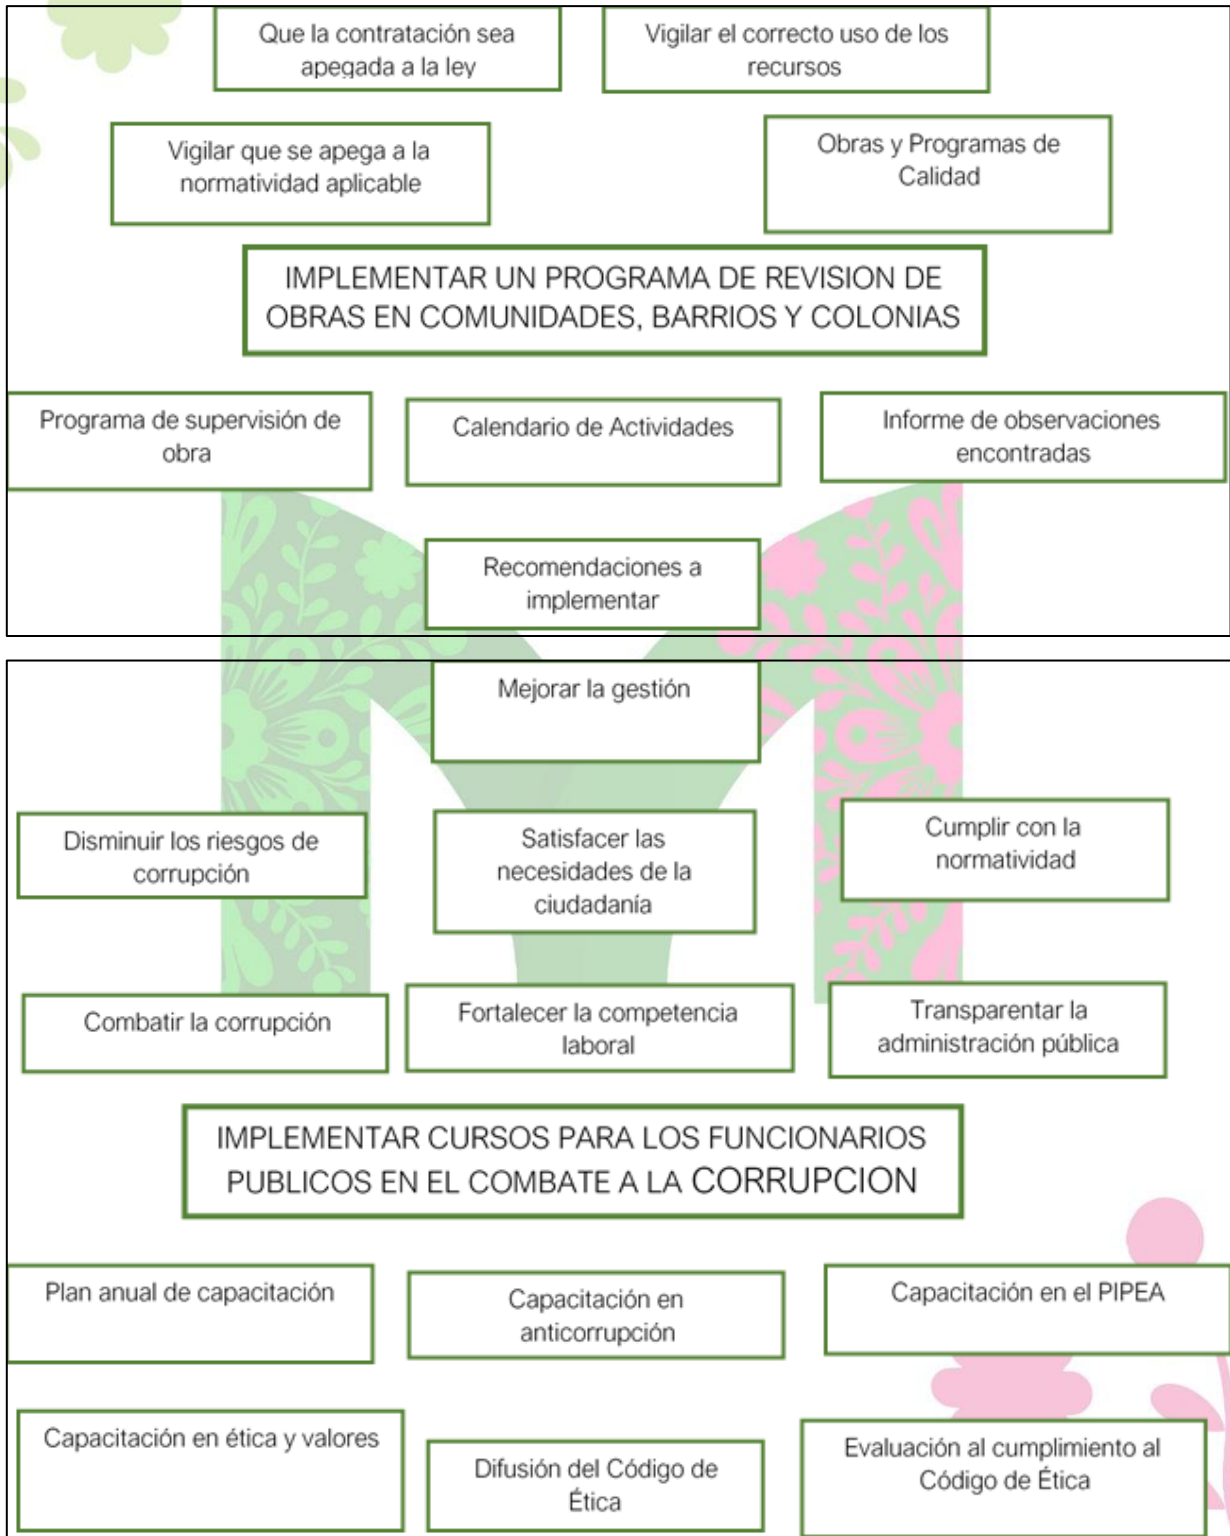 Que la contratación sea
apegada a la ley
Vigilar el correcto uso de los
recursos
Vigilar que se apega a la
normatividad aplicable
Obras y Programas de
Calidad
IMPLEMENTAR UN PROGRAMA DE REVISION DE
OBRAS EN COMUNIDADES, BARRIOS Y COLONIAS
Programa de supervisión de
obra
Calendario de Actividades
Informe de observaciones
encontradas
Recomendaciones a
implementar
Mejorar la gestión
Disminuir los riesgos de
corrupción
Satisfacer las
necesidades de la
ciudadanía
Cumplir con la
normatividad
Combatir la corrupción
Fortalecer la competencia
laboral
Transparentar la
administración pública
IMPLEMENTAR CURSOS PARA LOS FUNCIONARIOS
PUBLICOS EN EL COMBATE A LA CORRUPCION
Plan anual de capacitación
Capacitación en
anticorrupción
Capacitación en el PIPEA
Capacitación en ética y valores
Difusión del Código de
Ética
Evaluación al cumplimiento al
Código de Ética